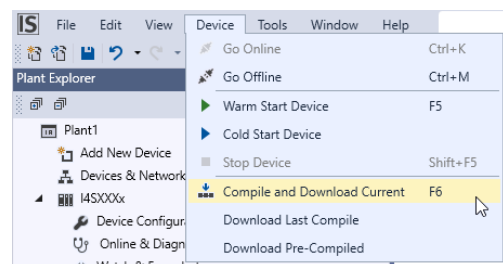 IS File Edit View Device Tools Window Help
Go Online Ctrl+K
Plant Explorer
Go Offline Ctrl+M
Warm Start Device F5
Plant1
Cold Start Device
Add New Device
Stop Device Shift+F5
Devices & Network
I4SXXXx
Compile and Download Current F6
Device Configur
Download Last Compile
Online & Diagn
Download Pre-Compiled